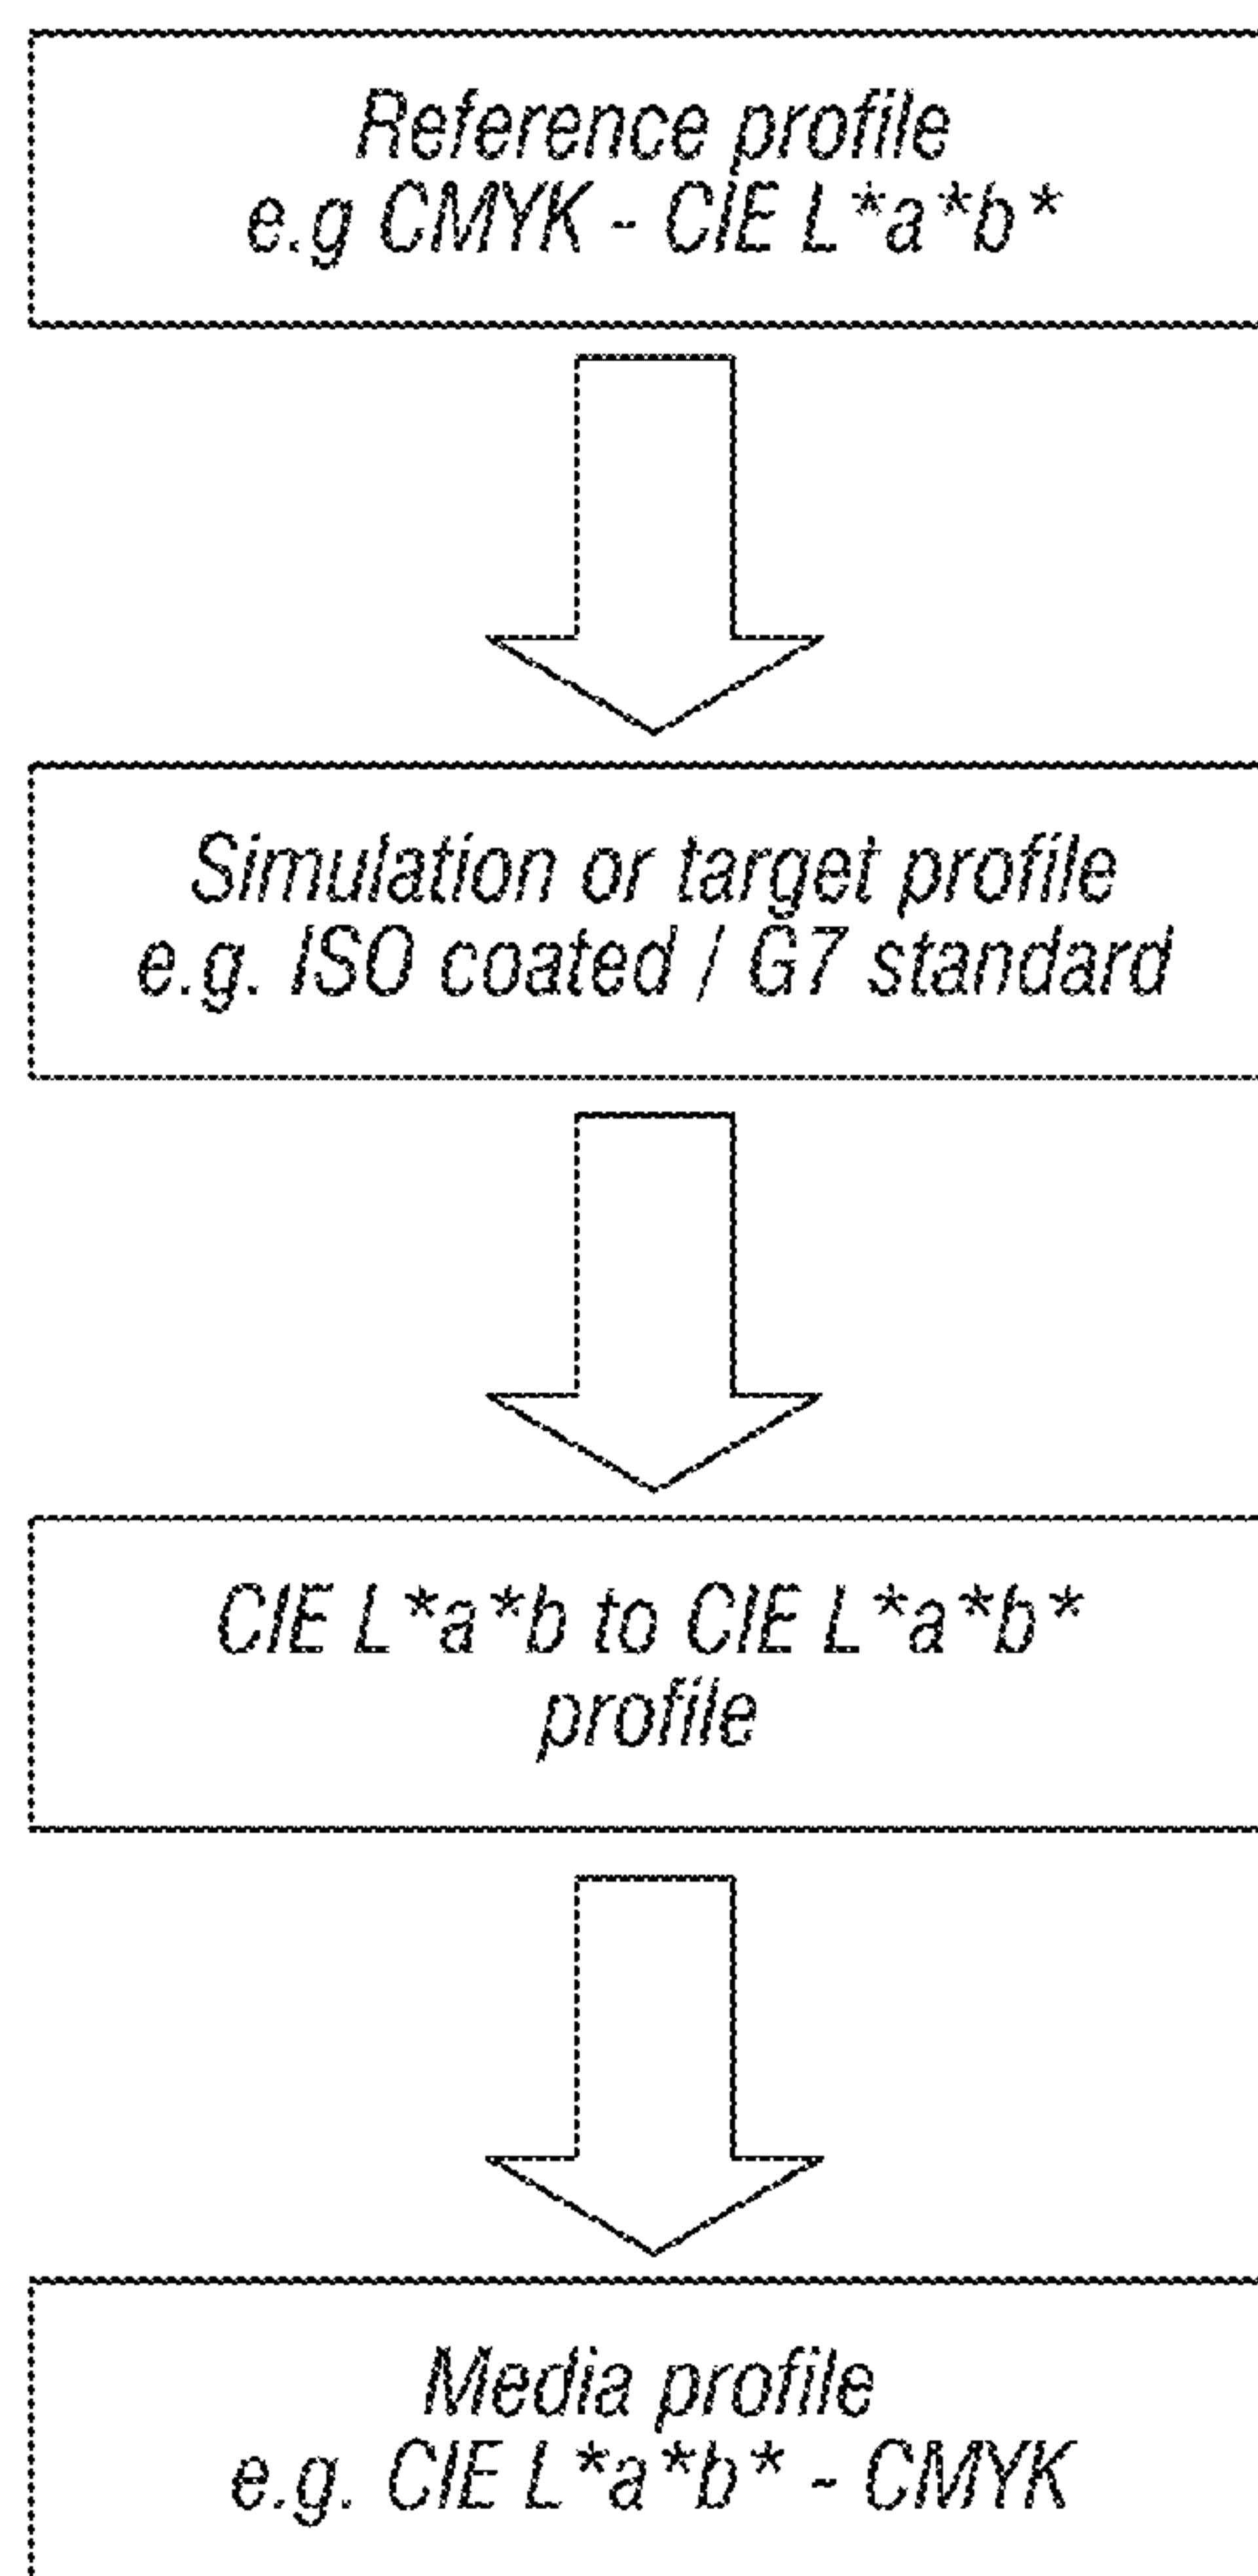 Reference profile
e.g CMYK - CIE L*a*b*
Simulation or target profile
e.g. ISO coated / G7 standard
CIE L*a*b to CIE L*a*b*
profile
Media profile
e.g. CIE L*a*b* - CMYK